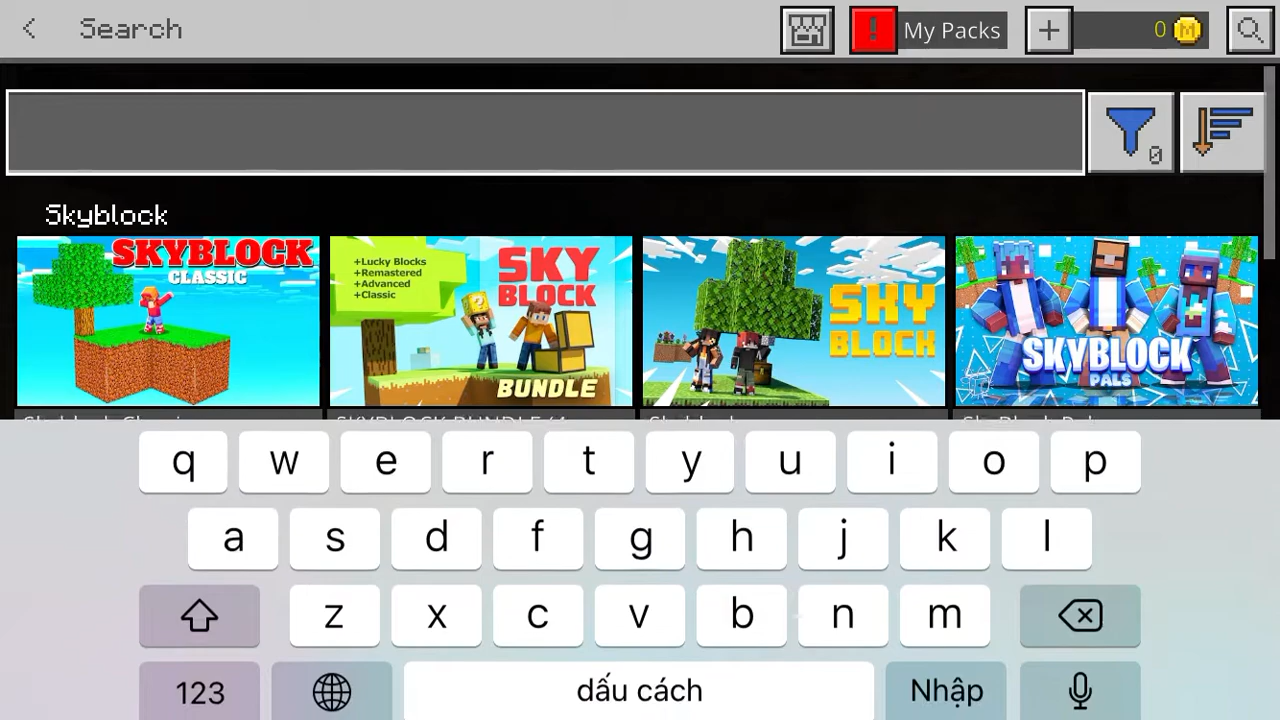 Search
My Packs
0
0
Skyblock
SKYBLOCK
CLASSIC
+Lucky Blocks
+Remastered
+Advanced
+Classic
SKY
BLOCK
BUNDLE
SKY
BLOCK
SKYBLOCK
PALS
q w e r t y u i o p
a s d f g h j k l
z x c v b n m
123 dấu cách Nhập